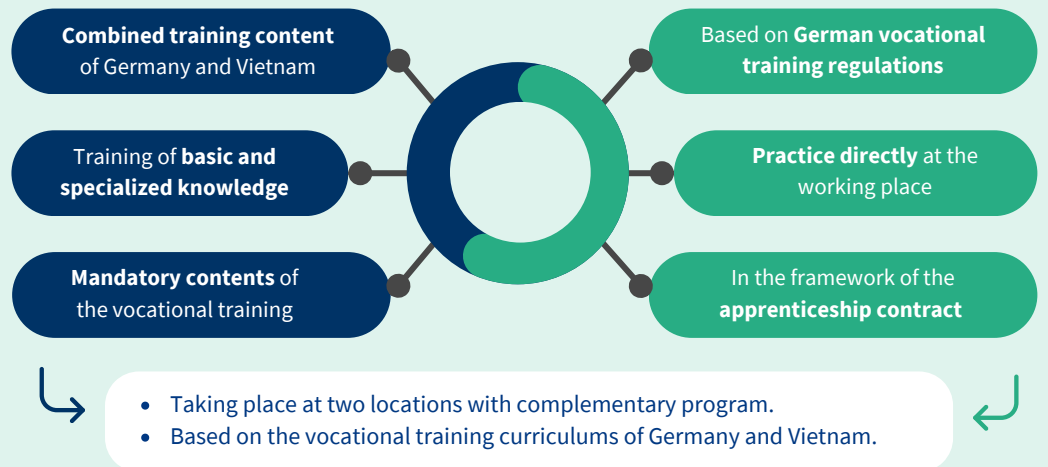 Combined training content
of Germany and Vietnam
Training of basic and
specialized knowledge
Mandatory contents of
the vocational training
Based on German vocational
training regulations
Practice directly at the
working place
In the framework of the
apprenticeship contract
• Taking place at two locations with complementary program.
• Based on the vocational training curriculums of Germany and Vietnam.